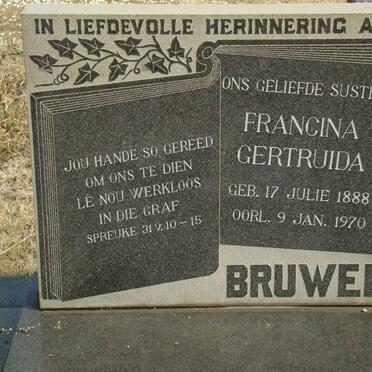 IN LIEFDEVOLLE HERINNERING A
JOU HANDE SO GEREED
OM ONS TE DIEN
LE NOU WERKLOOS
IN DIE GRAF
SPREUKE 31 v. 10 - 15
ONS GELIEFDE SUSTE
FRANCINA
GERTRUIDA
GEB. 17 JULIE 1888
OORL. 9 JAN. 1970
BRUWE